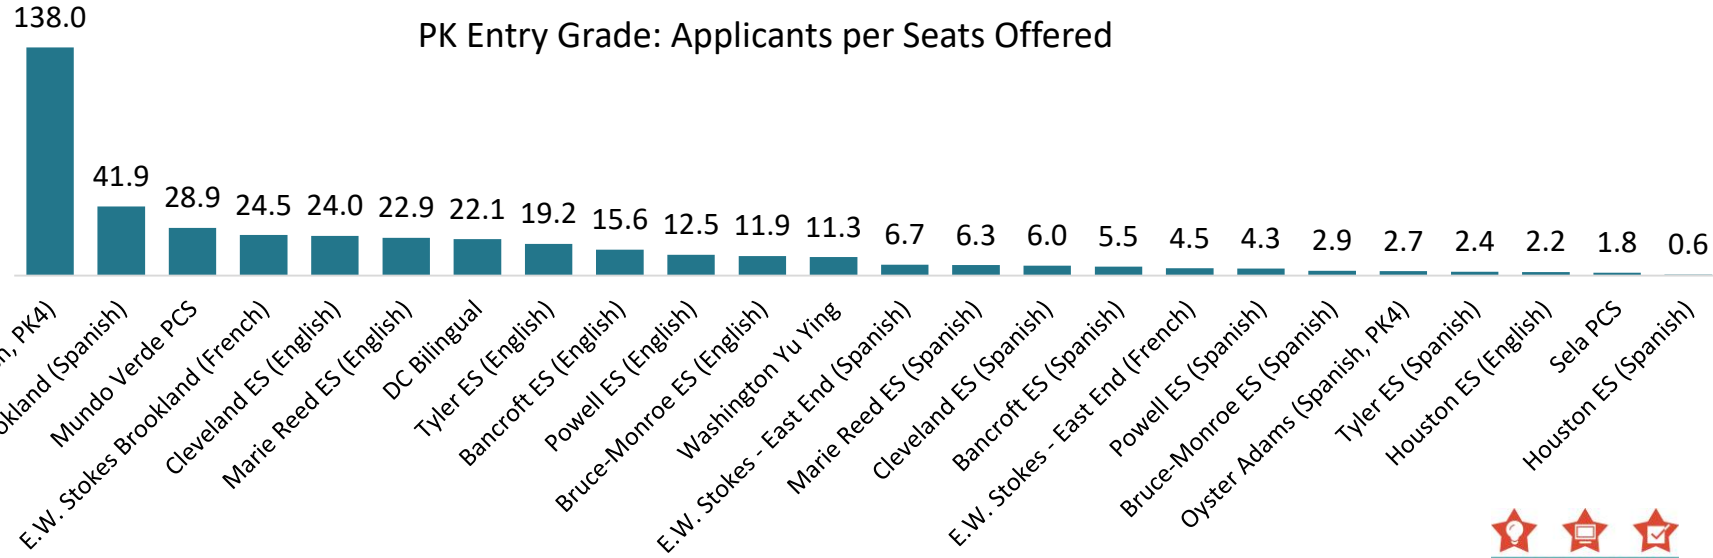 138.0
PK Entry Grade: Applicants per Seats Offered
41.9
28.9
24.5
24.0
22.9
22.1
19.2
15.6
12.5
11.9
11.3
6.7
6.3
6.0
5.5
4.5
4.3
2.9
2.7
2.4
2.2
1.8
0.6
PK4)
(Spanish)
Mundo Verde PCS
E.W. Stokes Brookland (French)
Cleveland ES (English)
Marie Reed ES (English)
DC Bilingual
Tyler ES (English)
Bancroft ES (English)
Powell ES (English)
Bruce-Monroe ES (English)
Washington Yu Ying
E.W. Stokes - East End (Spanish)
Marie Reed ES (Spanish)
Cleveland ES (Spanish)
Bancroft ES (Spanish)
E.W. Stokes - East End (French)
Powell ES (Spanish)
Bruce-Monroe ES (Spanish)
Oyster Adams (Spanish, PK4)
Tyler ES (Spanish)
Houston ES (English)
Sela PCS
Houston ES (Spanish)